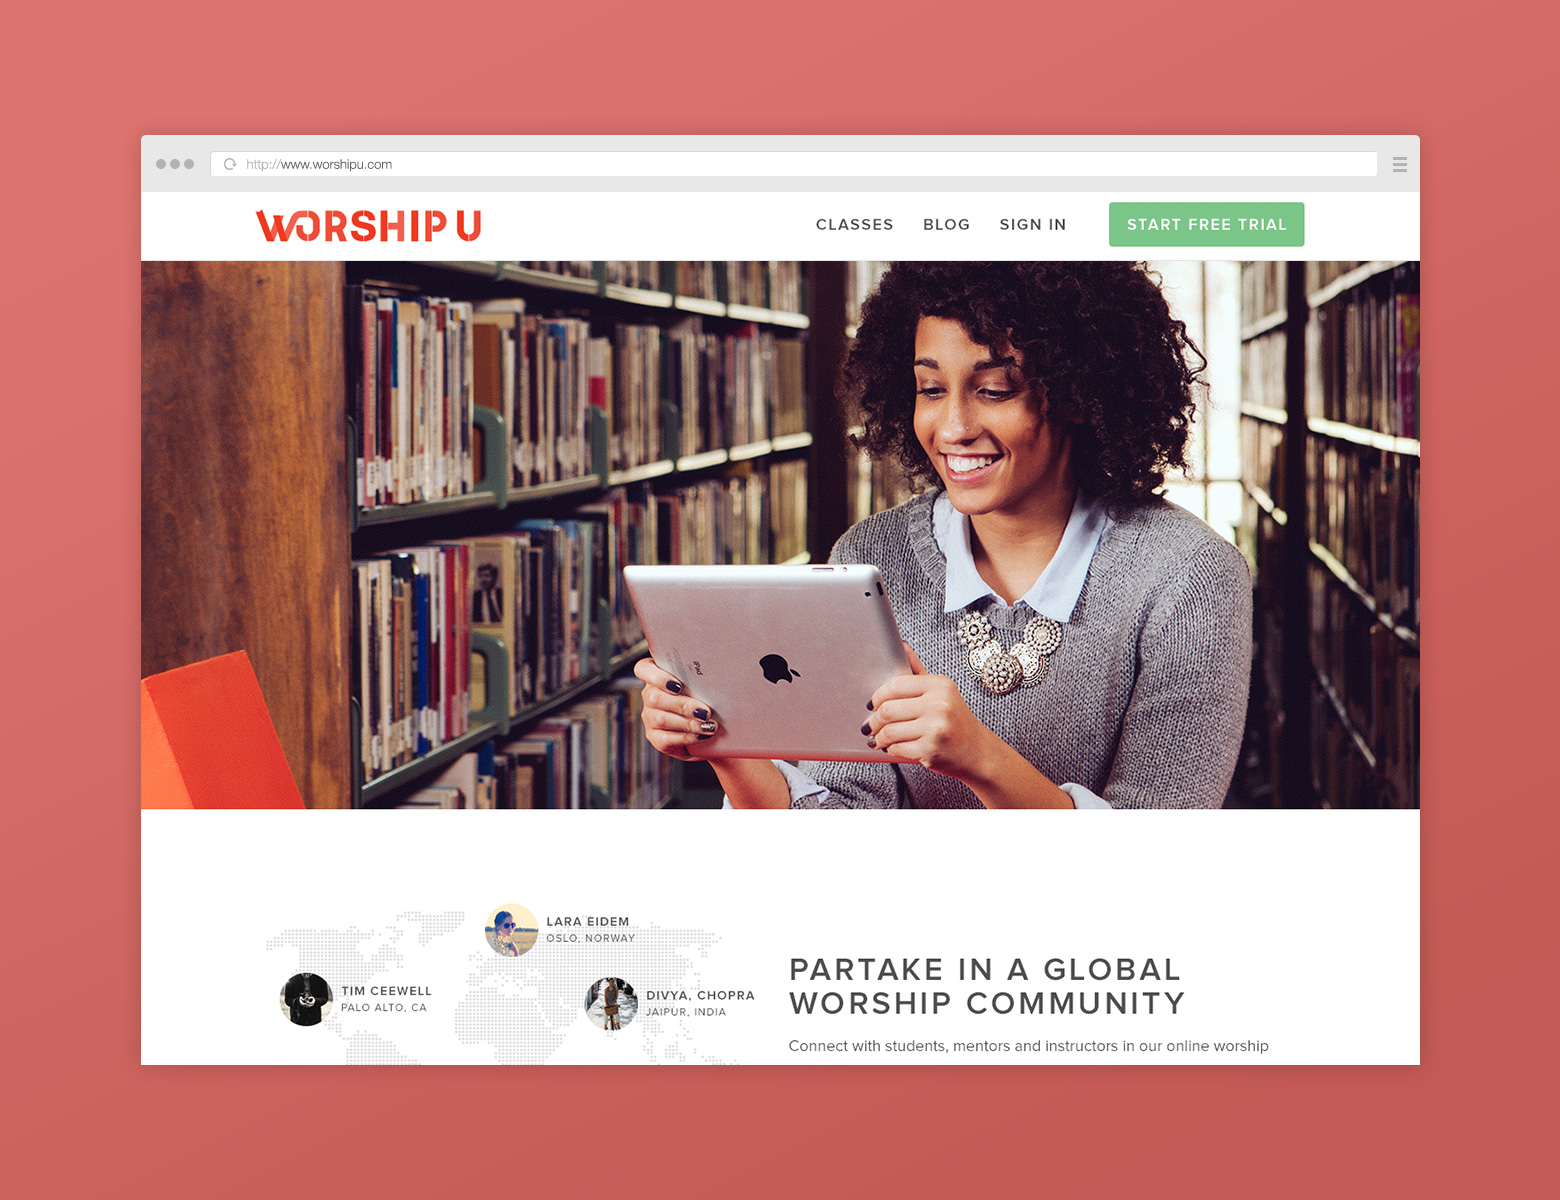 http://www.worshipu.com
WORSHIP U
CLASSES
BLOG
SIGN IN
START FREE TRIAL
iPad
LARA EIDEM
OSLO, NORWAY
TIM CEEWELL
PALO ALTO, CA
DIVYA, CHOPRA
JAIPUR, INDIA
PARTAKE IN A GLOBAL
WORSHIP COMMUNITY
Connect with students, mentors and instructors in our online worship